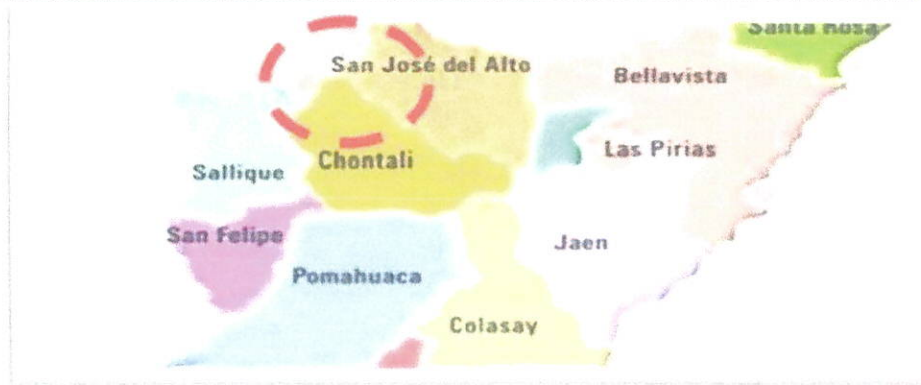 Santa Rosa
San José del Alto
Bellavista
Las Pirias
Chontali
Sallique
San Felipe
Jaen
Pomahuaca
Colasay